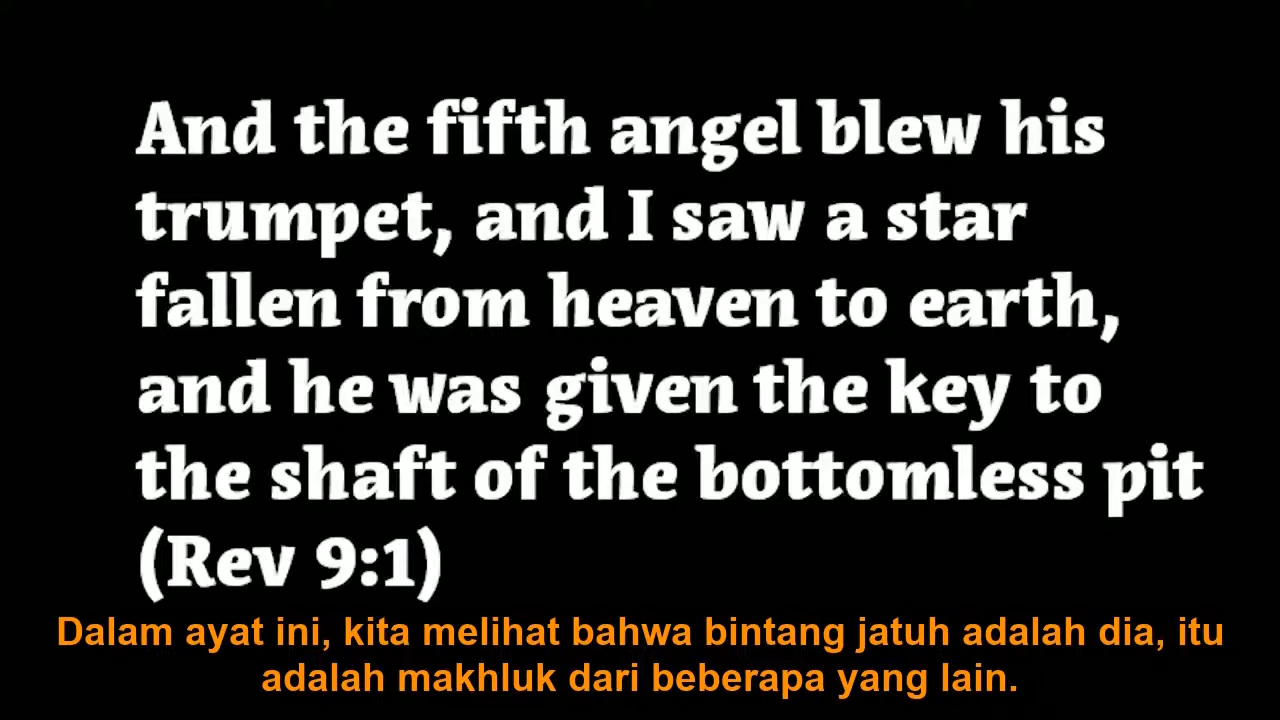 And the fifth angel blew his
trumpet, and I saw a star
fallen from heaven to earth,
and he was given the key to
the shaft of the bottomless pit
(Rev 9:1)
Dalam ayat ini, kita melihat bahwa bintang jatuh adalah dia, itu
adalah makhluk dari beberapa yang lain.